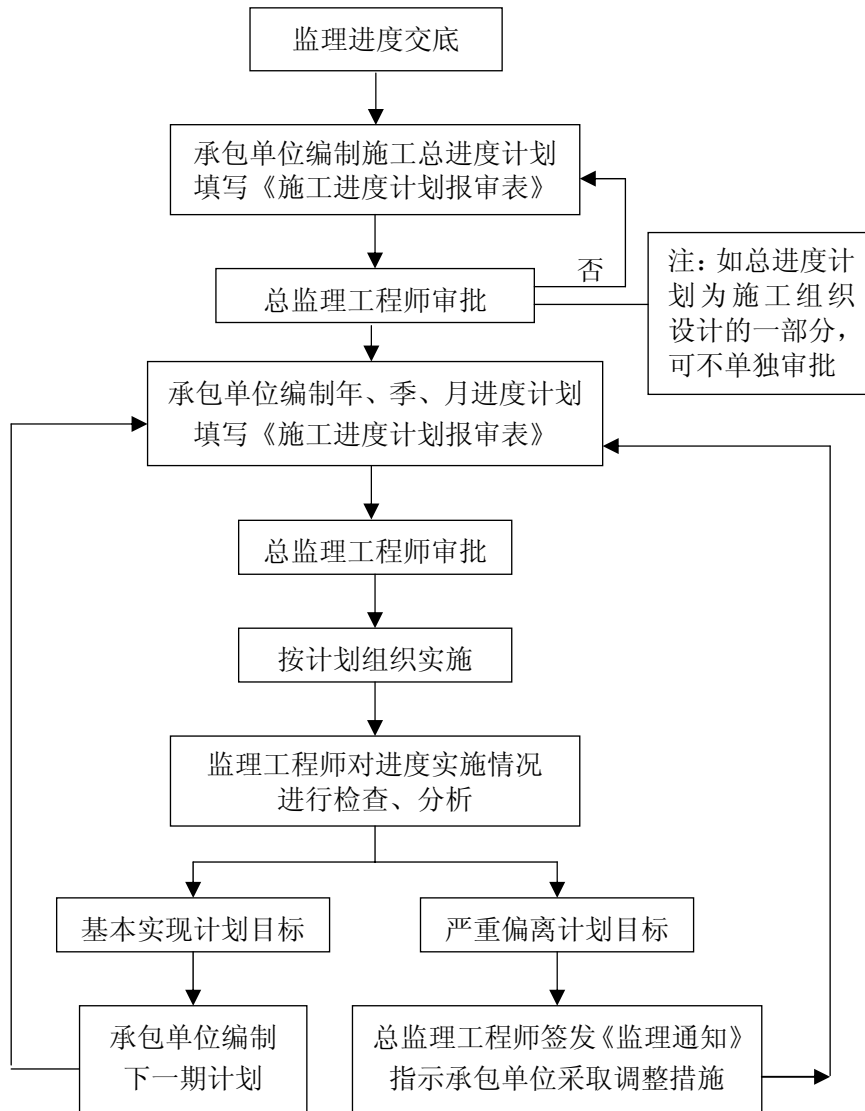 监理进度交底
承包单位编制施工总进度计划
填写《施工进度计划报审表》
否
总监理工程师审批
注：如总进度计
划为施工组织
设计的一部分，
可不单独审批
承包单位编制年、季、月进度计划
填写《施工进度计划报审表》
总监理工程师审批
按计划组织实施
监理工程师对进度实施情况
进行检查、分析
基本实现计划目标
严重偏离计划目标
承包单位编制
下一期计划
总监理工程师签发《监理通知》
指示承包单位采取调整措施